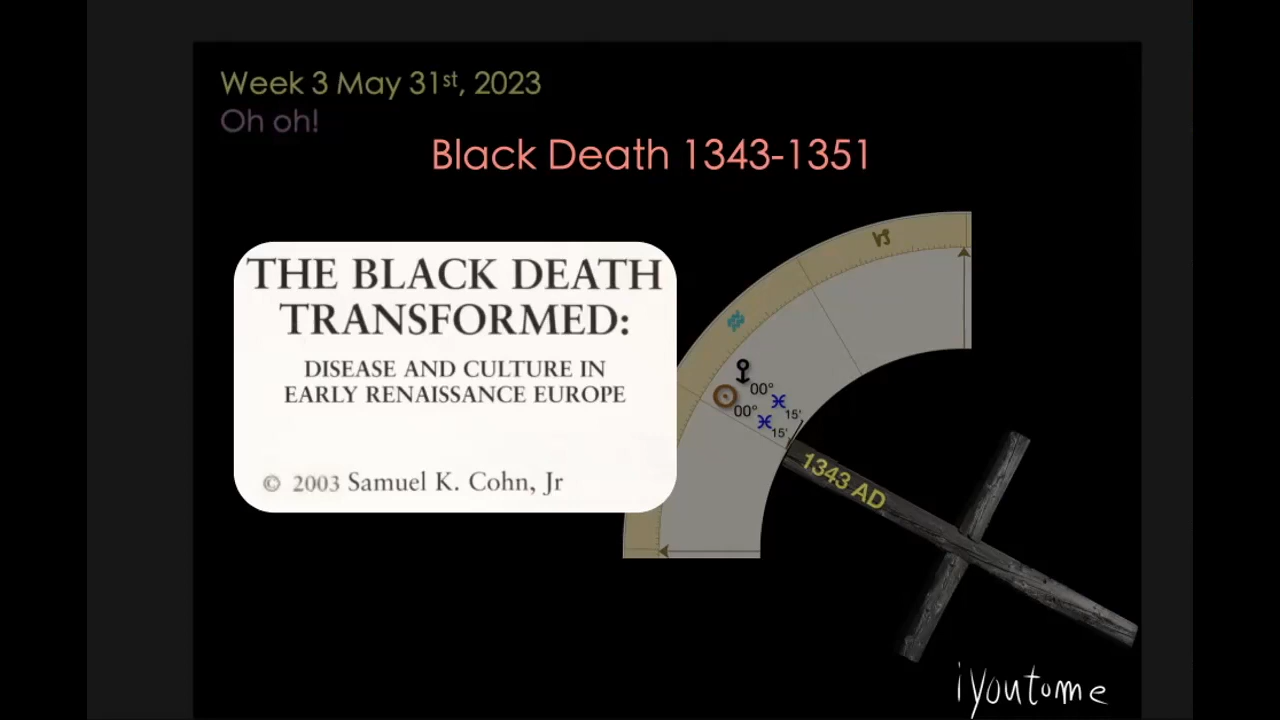 Week 3 May 31st, 2023
Oh oh!
Black Death 1343-1351
THE BLACK DEATH
TRANSFORMED:
DISEASE AND CULTURE IN
EARLY RENAISSANCE EUROPE
© 2003 Samuel K. Cohn, Jr
♑
♒
00° ♓ 15'
00° ♓ 15'
1343 AD
iyoutome